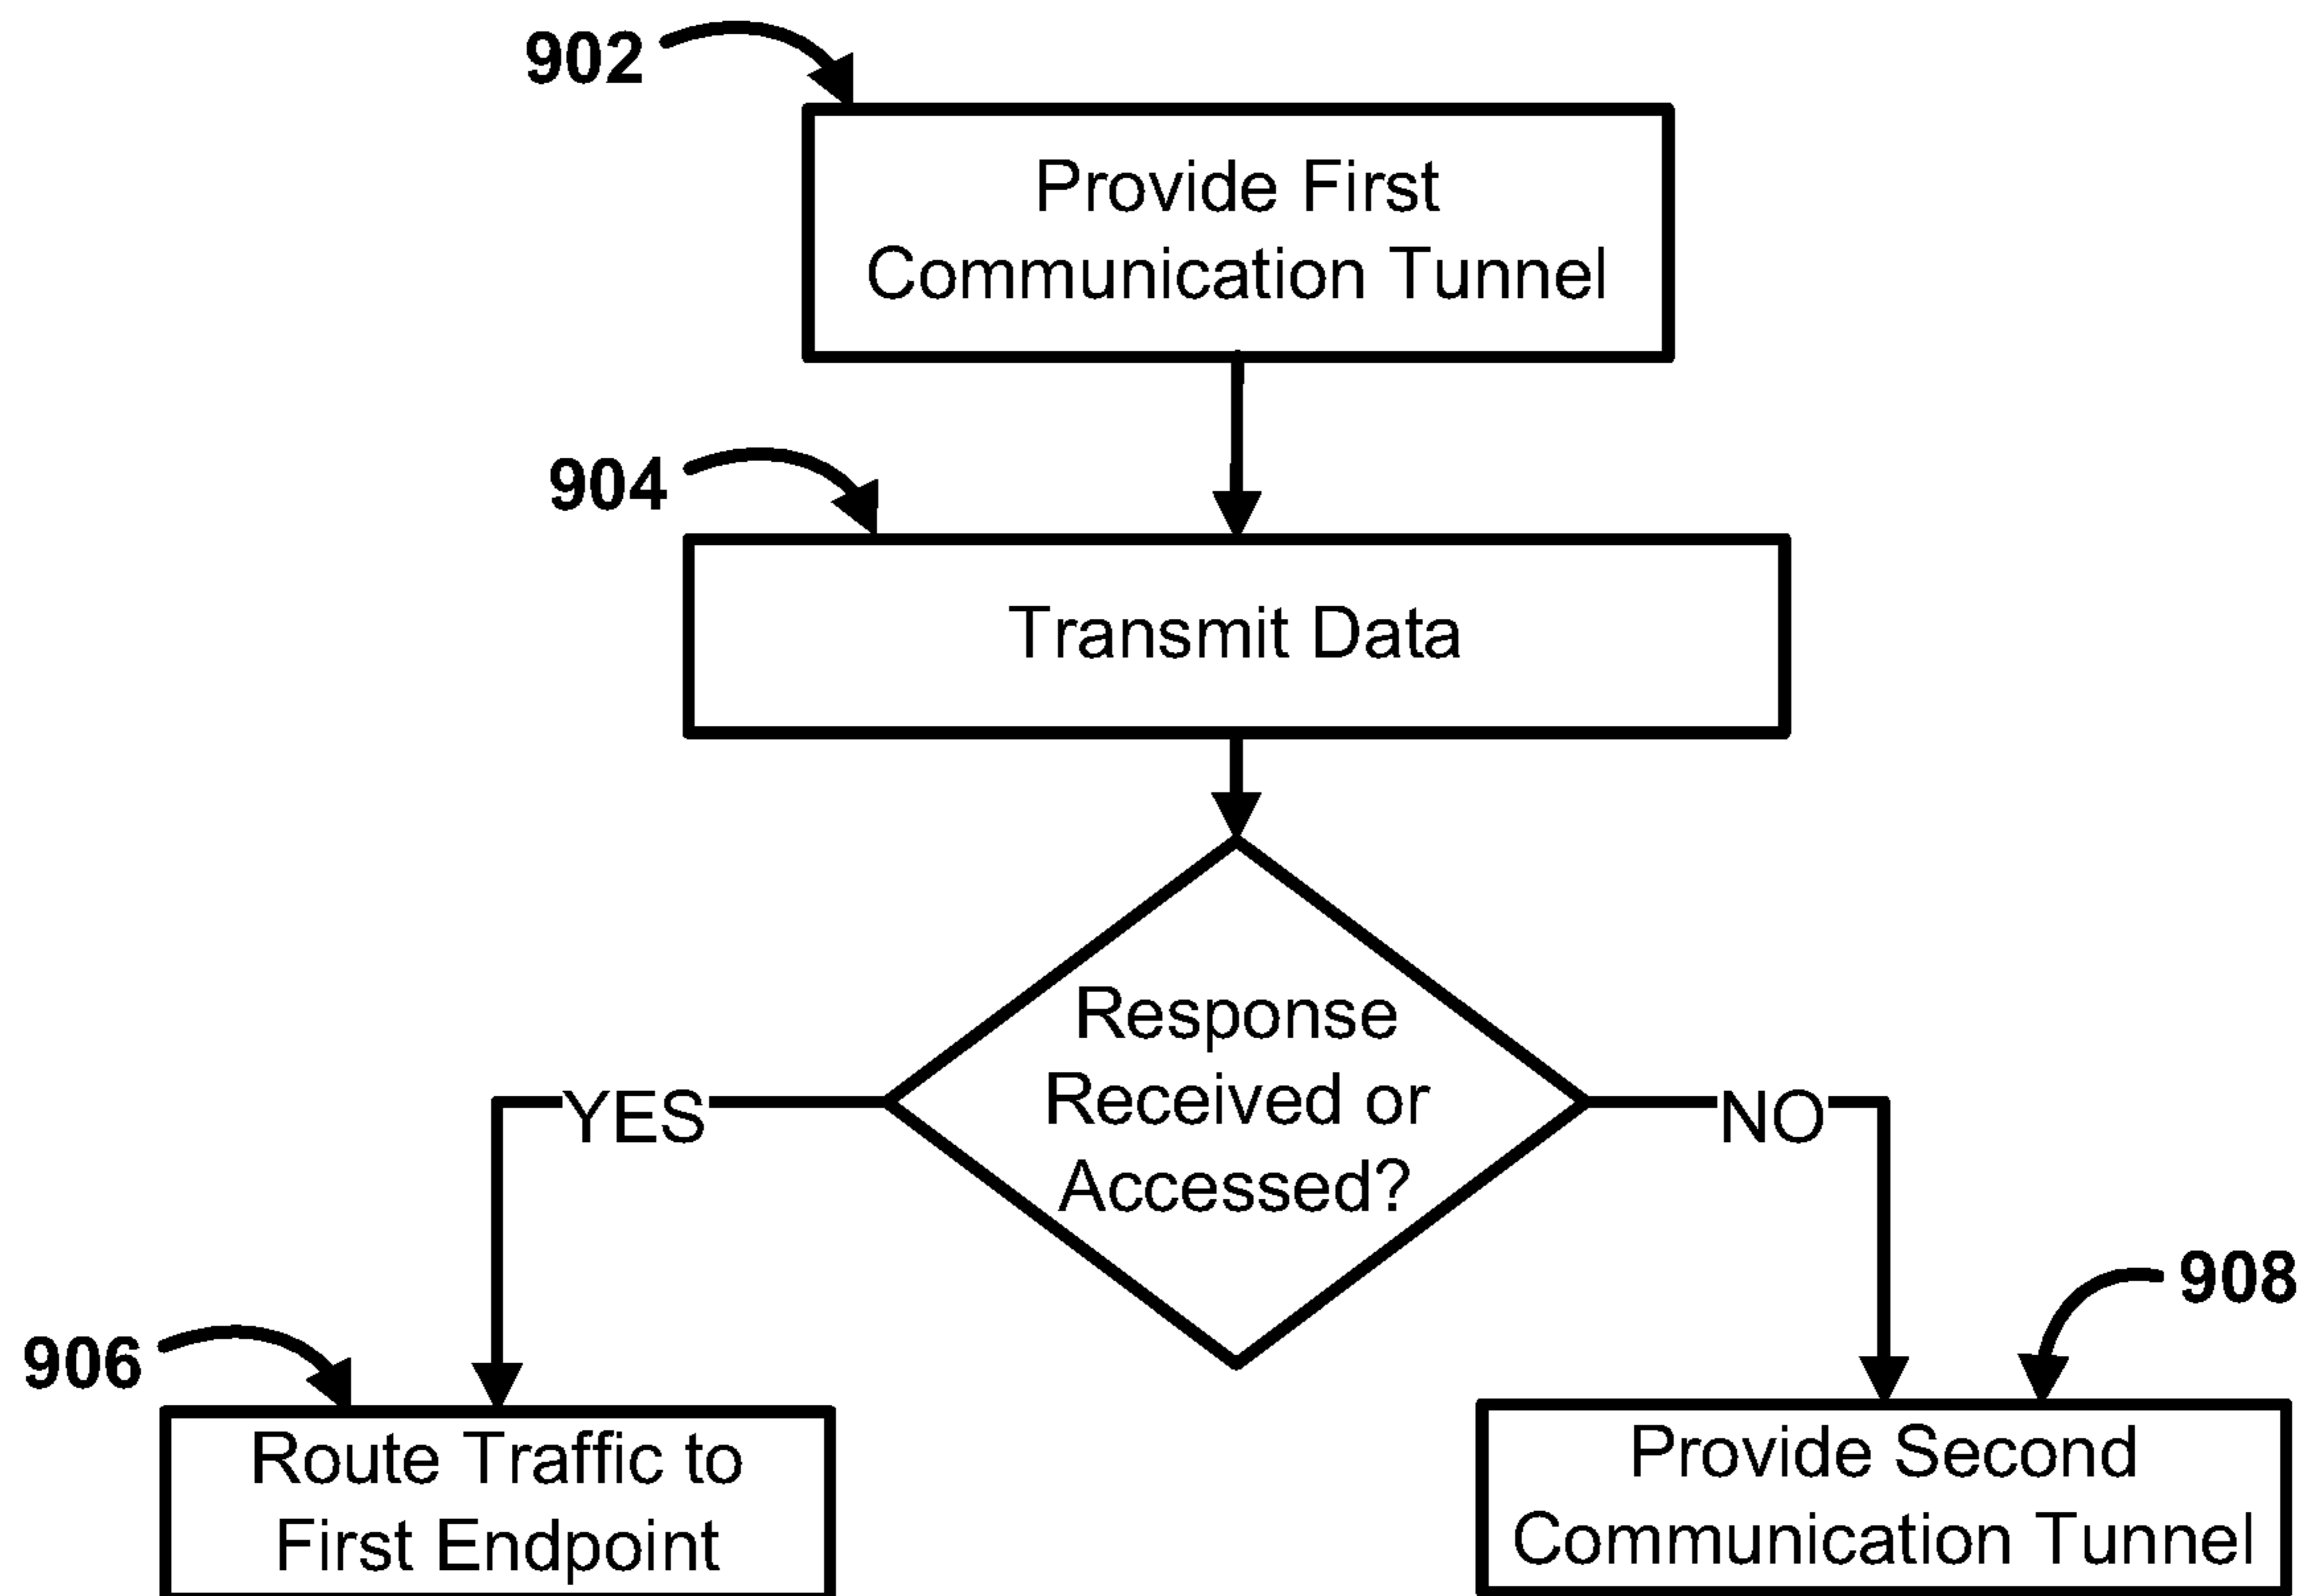 902
Provide First
Communication Tunnel
904
Transmit Data
Response
Received or
Accessed?
YES
NO
908
906
Route Traffic to
First Endpoint
Provide Second
Communication Tunnel